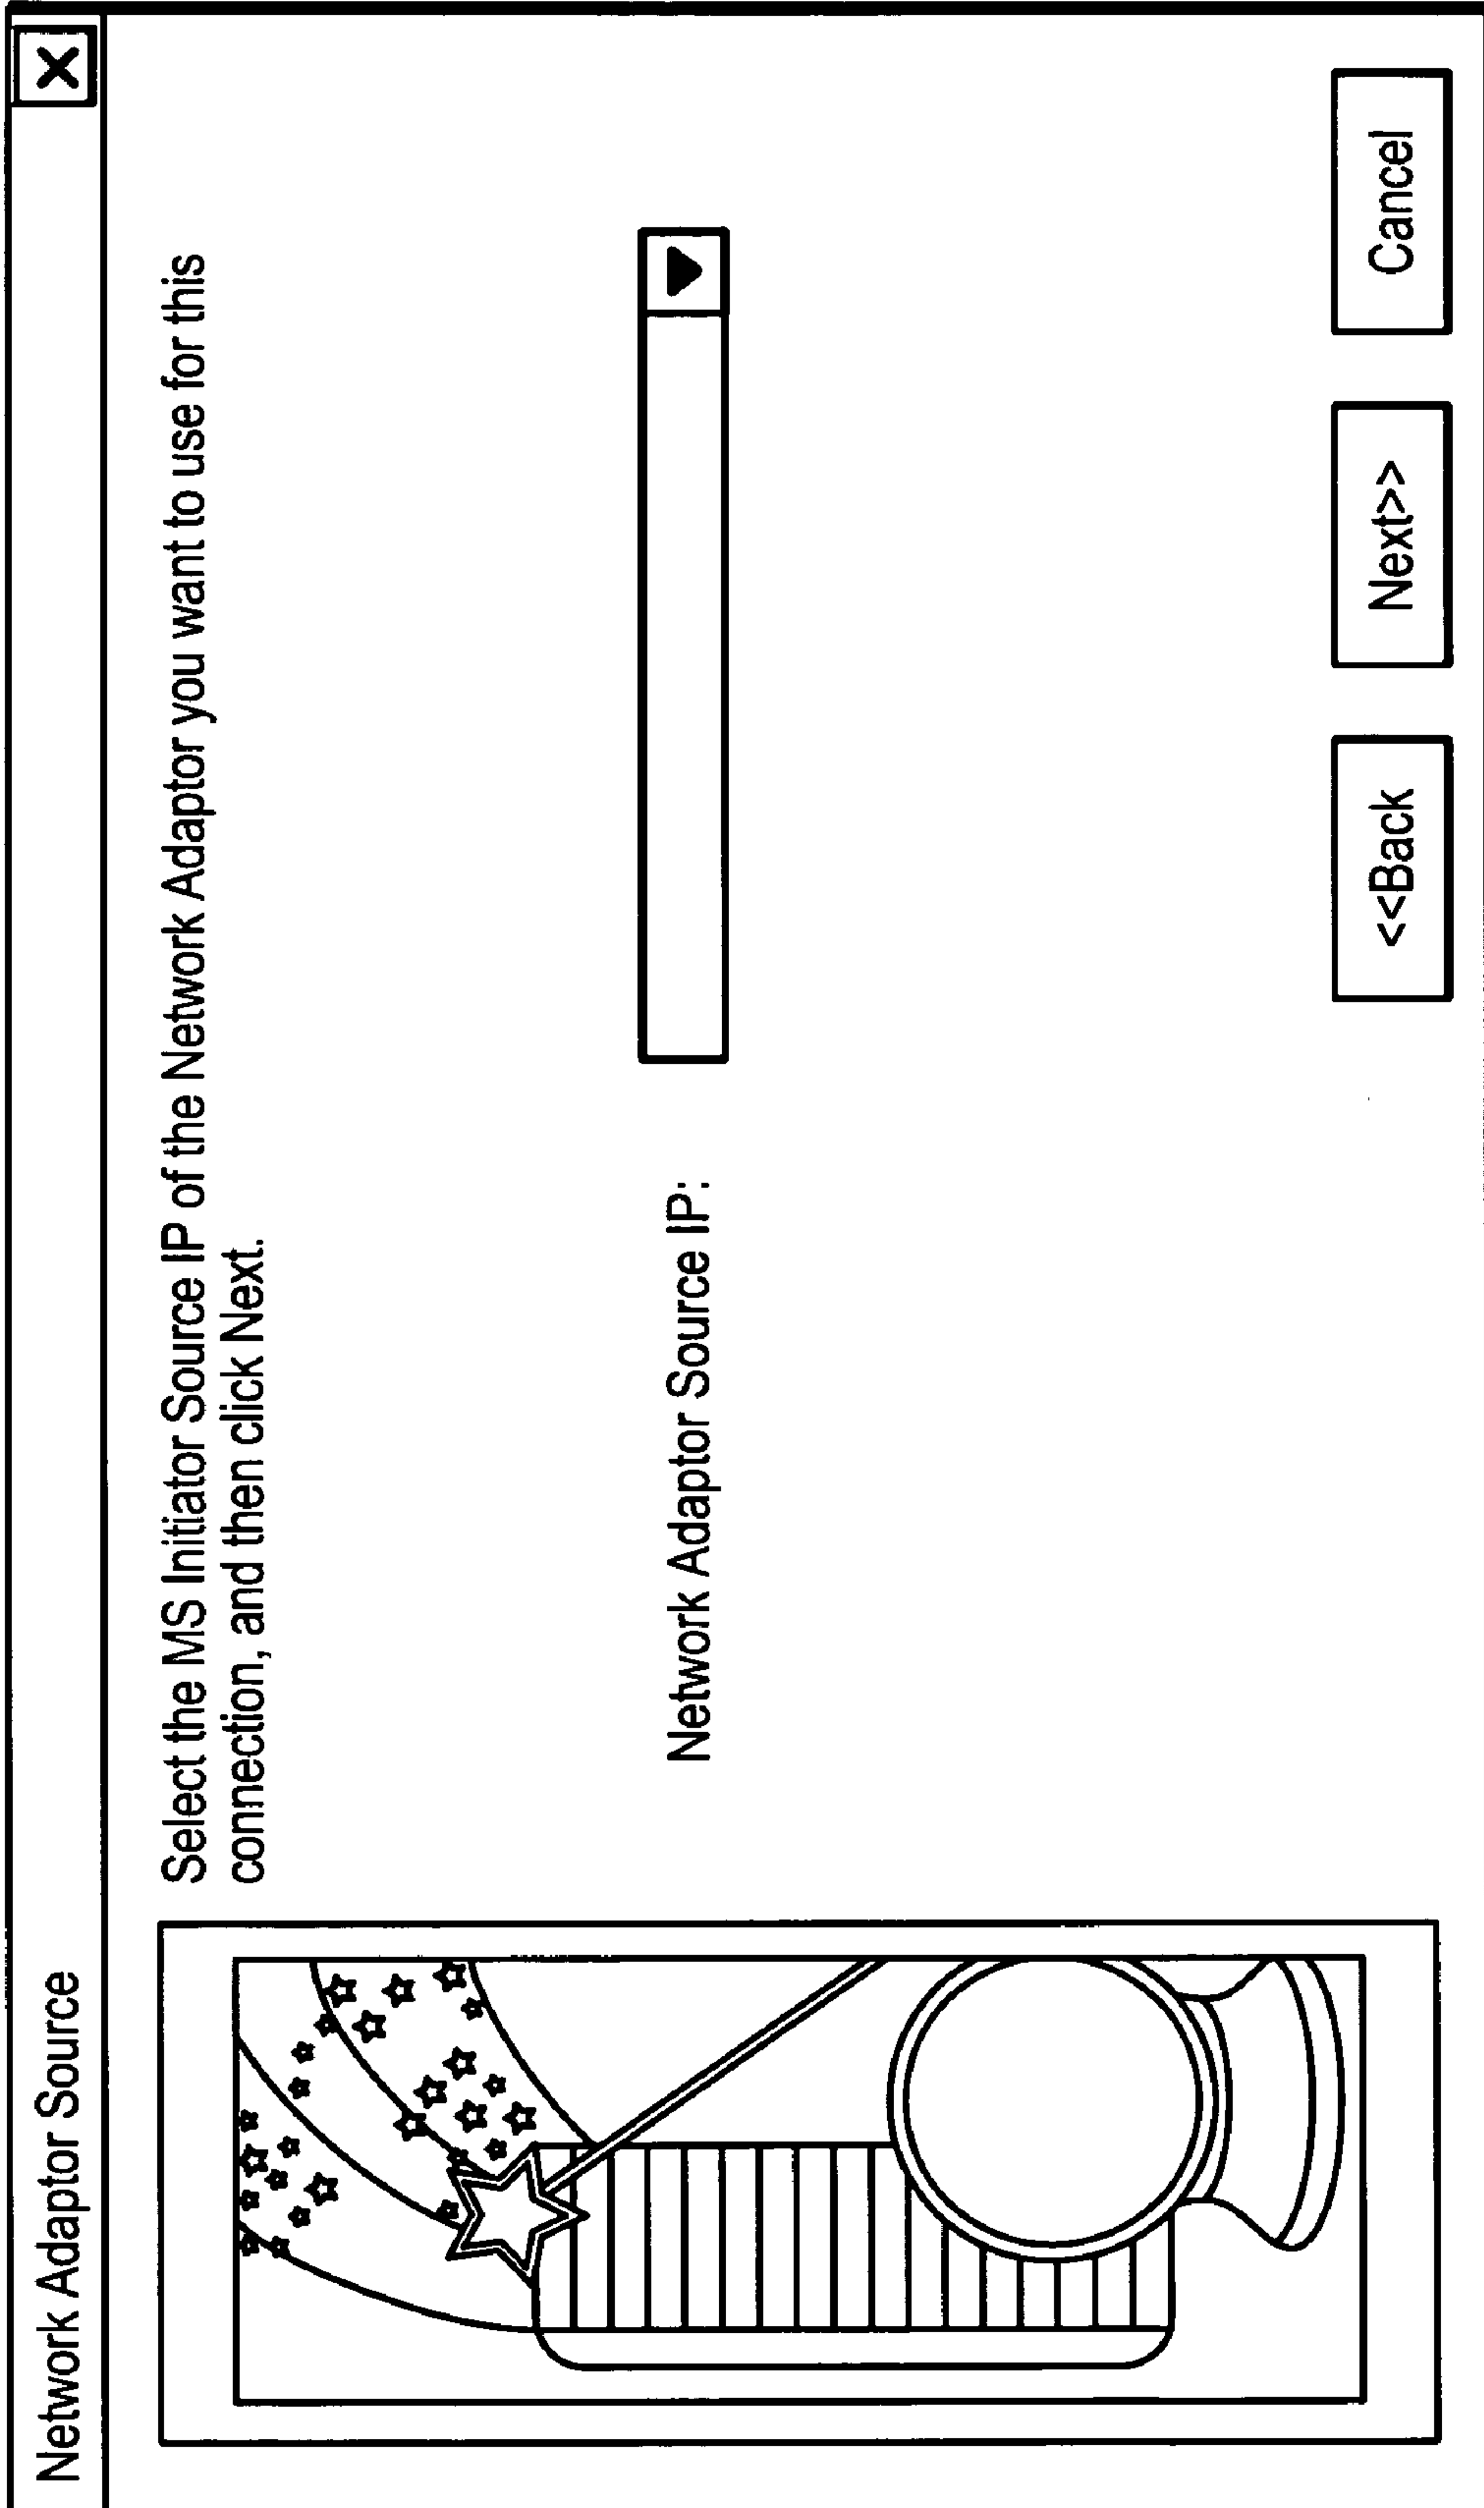 Network Adaptor Source
Select the MS Initiator Source IP of the Network Adaptor you want to use for this
connection, and then click Next.
Network Adaptor Source IP:
<<Back
Next>>
Cancel